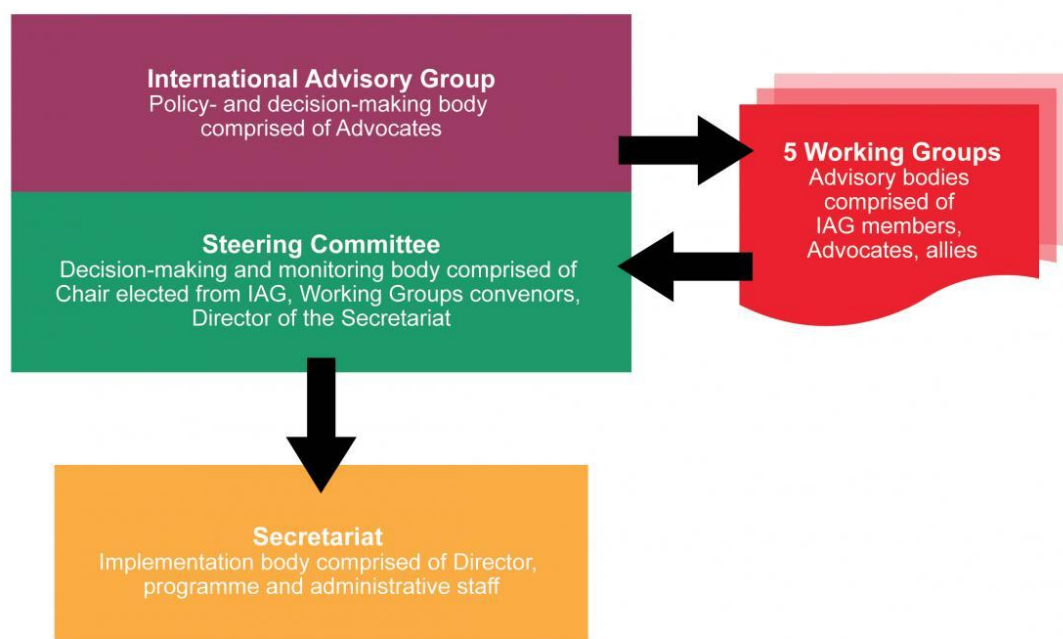 International Advisory Group
Policy- and decision-making body
comprised of Advocates
5 Working Groups
Advisory bodies
comprised of
IAG members,
Advocates, allies
Steering Committee
Decision-making and monitoring body comprised of
Chair elected from IAG, Working Groups convenors,
Director of the Secretariat
Secretariat
Implementation body comprised of Director,
programme and administrative staff